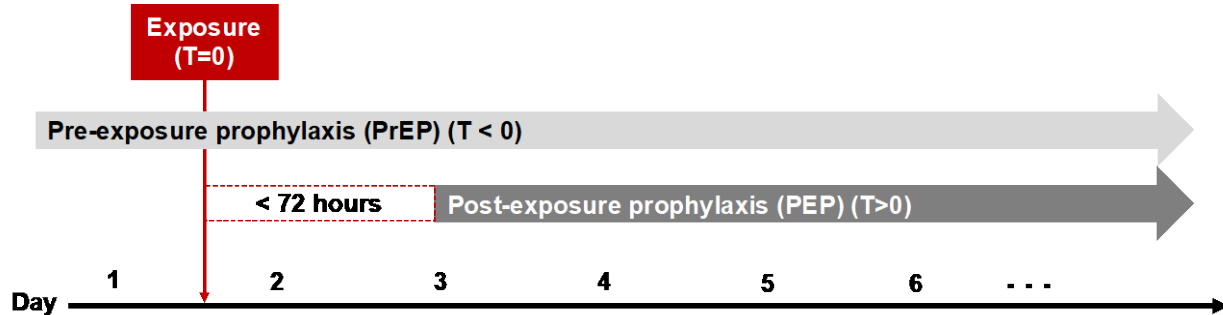 Exposure
(T=0)
Pre-exposure prophylaxis (PrEP) (T < 0)
< 72 hours
Post-exposure prophylaxis (PEP) (T>0)
1 2 3 4 5 6 - - -
Day